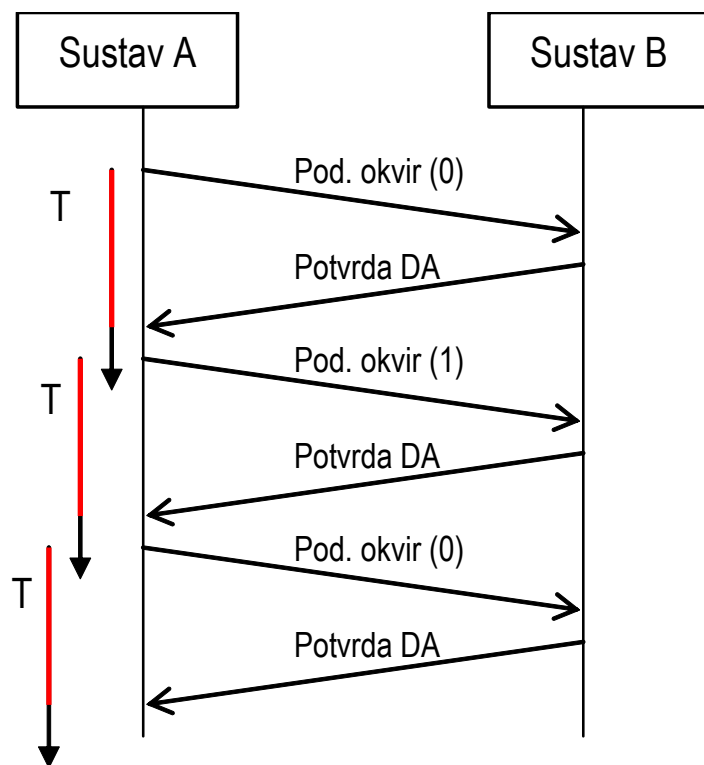 Sustav A
Sustav B
Pod. okvir (0)
T
Potvrda DA
Pod. okvir (1)
T
Potvrda DA
Pod. okvir (0)
T
Potvrda DA